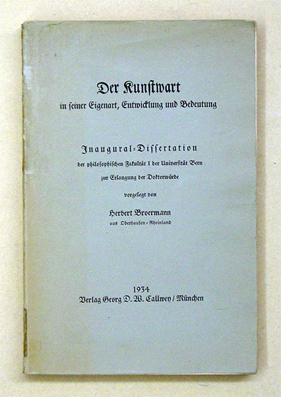 Der Kunstwart
in seiner Eigenart, Entwicklung und Bedeutung
Inaugural-Dissertation
der philosophischen Fakultät I der Universität Bern
zur Erlangung der Doktorwürde
vorgelegt von
Herbert Broermann
aus Oberhausen-Rheinland
1934
Verlag Georg D. W. Callwey / München